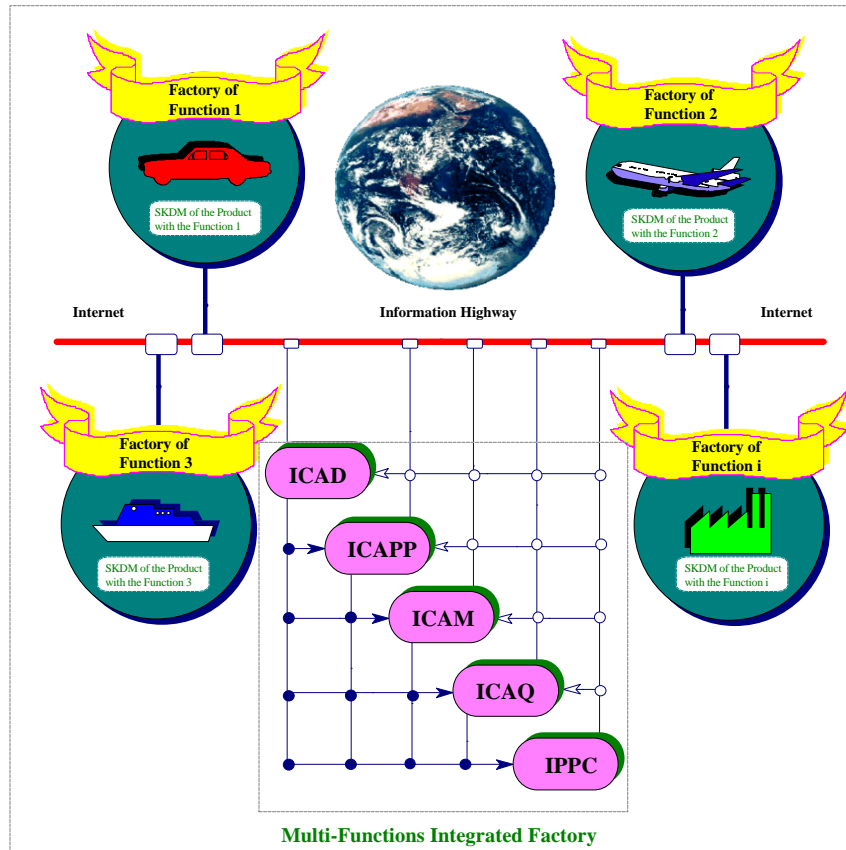 Factory of
Function 1
Factory of
Function 2
SKDM of the Product
with the Function 1
SKDM of the Product
with the Function 2
Internet
Information Highway
Internet
Factory of
Function 3
Factory of
Function i
ICAD
ICAPP
SKDM of the Product
with the Function 3
SKDM of the Product
with the Function i
ICAM
ICAQ
IPPC
Multi-Functions Integrated Factory